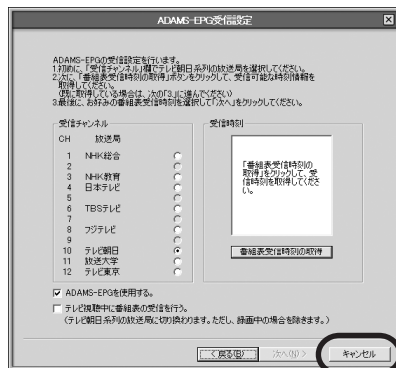 ADAMS-EPG受信設定
ADAMS-EPGの受信設定を行います。
1.初めに、「受信チャンネル」欄でテレビ朝日系列の放送局を選択してください。
2.次に、「番組表受信時刻の取得」ボタンをクリックして、受信可能な時刻情報を
取得してください。
(既に取得している場合は、次の「3.」に進んでください)
3.最後に、お好みの番組表受信時刻を選択して「次へ」をクリックしてください。
受信チャンネル
CH 放送局
1 NHK総合
2
3 NHK教育
4 日本テレビ
5
6 TBSテレビ
7
8 フジテレビ
9
10 テレビ朝日
11 放送大学
12 テレビ東京
受信時刻
「番組表受信時刻の
取得」をクリックして、受
信時刻を取得してくださ
い。
番組表受信時刻の取得
ADAMS-EPGを使用する。
テレビ視聴中に番組表の受信を行う。
(テレビ朝日系列の放送局に切り換わります。ただし、録画中の場合を除きます。)
< 戻る(B)
次へ(N) >
キャンセル